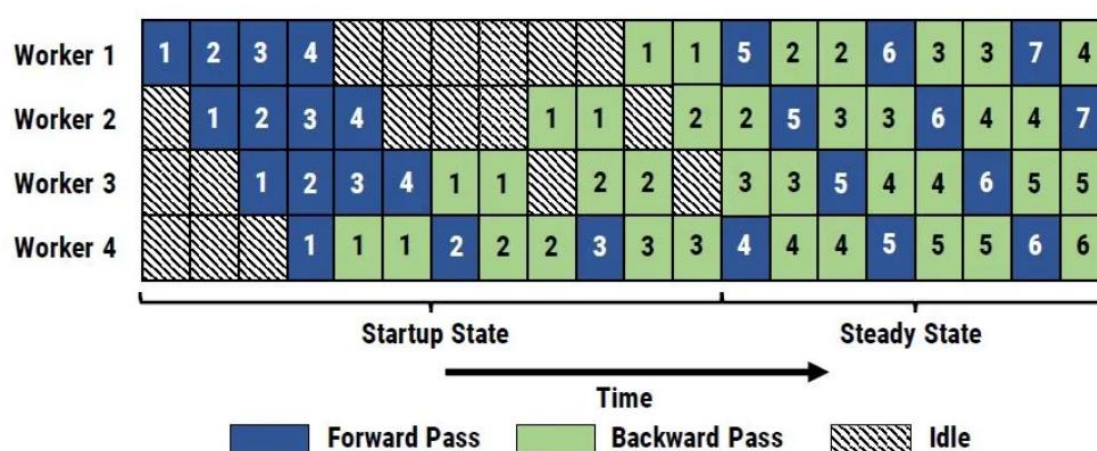 Worker 1 1 2 3 4 1 1 5 2 2 6 3 3 7 4
Worker 2 1 2 3 4 1 1 2 2 5 3 3 6 4 4 7
Worker 3 1 2 3 4 1 1 2 2 3 3 5 4 4 6 5 5
Worker 4 1 1 1 2 2 2 3 3 3 4 4 4 5 5 5 6 6
Startup State Steady State
Time
Forward Pass Backward Pass Idle